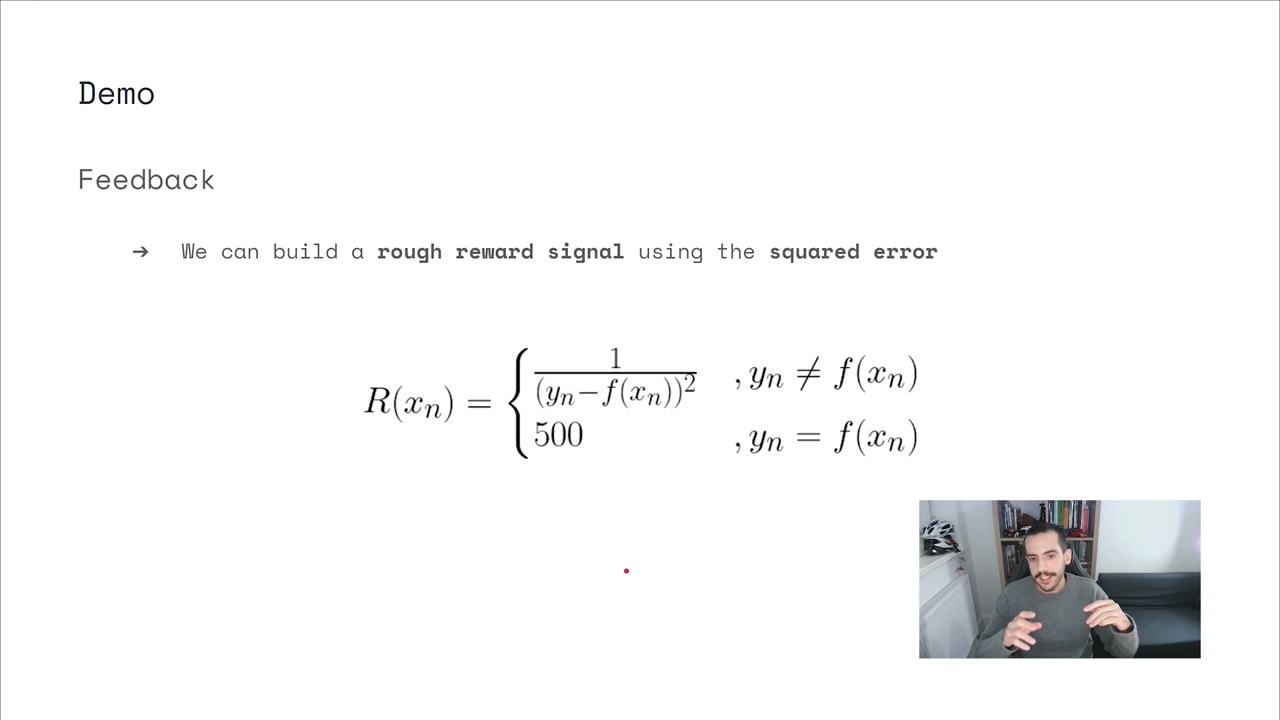 Demo
Feedback
➔ We can build a rough reward signal using the squared error
R(xₙ) = { 1/(yₙ−f(xₙ))² , yₙ ≠ f(xₙ)
500 , yₙ = f(xₙ)